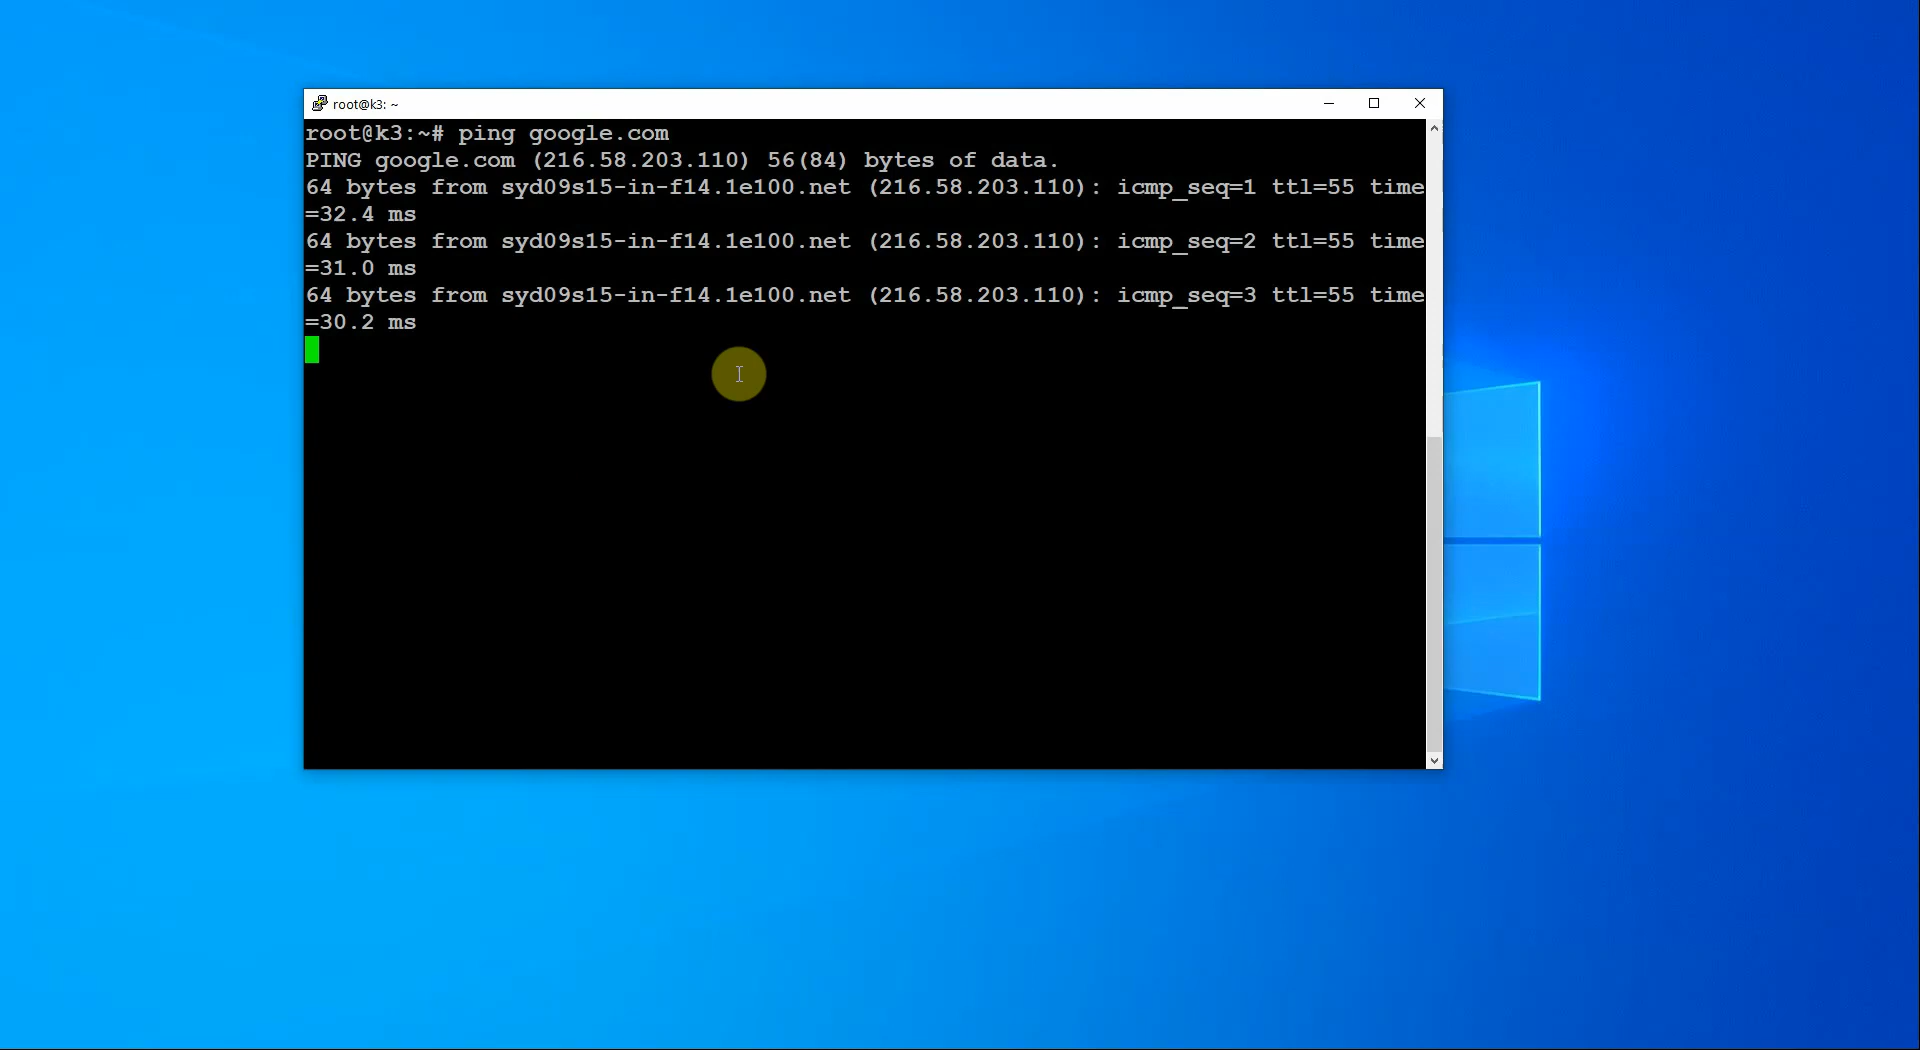 root@k3: ~
root@k3:~# ping google.com
PING google.com (216.58.203.110) 56(84) bytes of data.
64 bytes from syd09s15-in-f14.1e100.net (216.58.203.110): icmp_seq=1 ttl=55 time
=32.4 ms
64 bytes from syd09s15-in-f14.1e100.net (216.58.203.110): icmp_seq=2 ttl=55 time
=31.0 ms
64 bytes from syd09s15-in-f14.1e100.net (216.58.203.110): icmp_seq=3 ttl=55 time
=30.2 ms